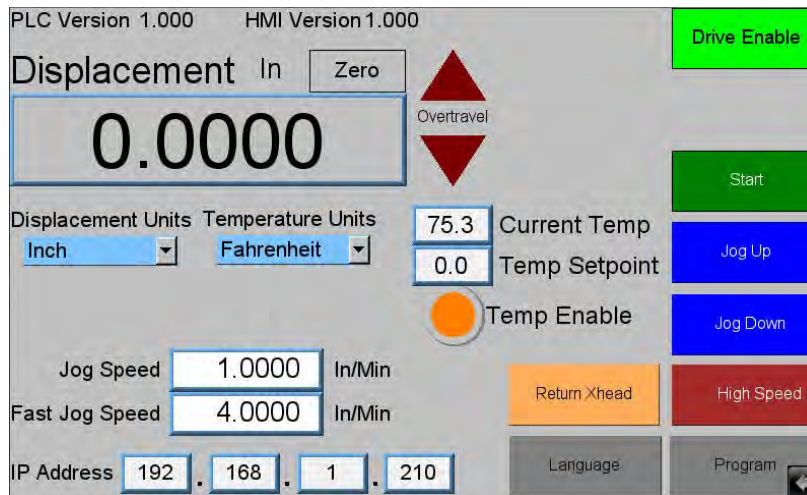 PLC Version 1.000 HMI Version 1.000
Drive Enable
Displacement In Zero
0.0000
Overtravel
Start
Displacement Units Temperature Units
Inch Fahrenheit
75.3 Current Temp
0.0 Temp Setpoint
Jog Up
Temp Enable
Jog Down
Jog Speed 1.0000 In/Min
Fast Jog Speed 4.0000 In/Min
Return Xhead
High Speed
IP Address 192 . 168 . 1 . 210
Language
Program